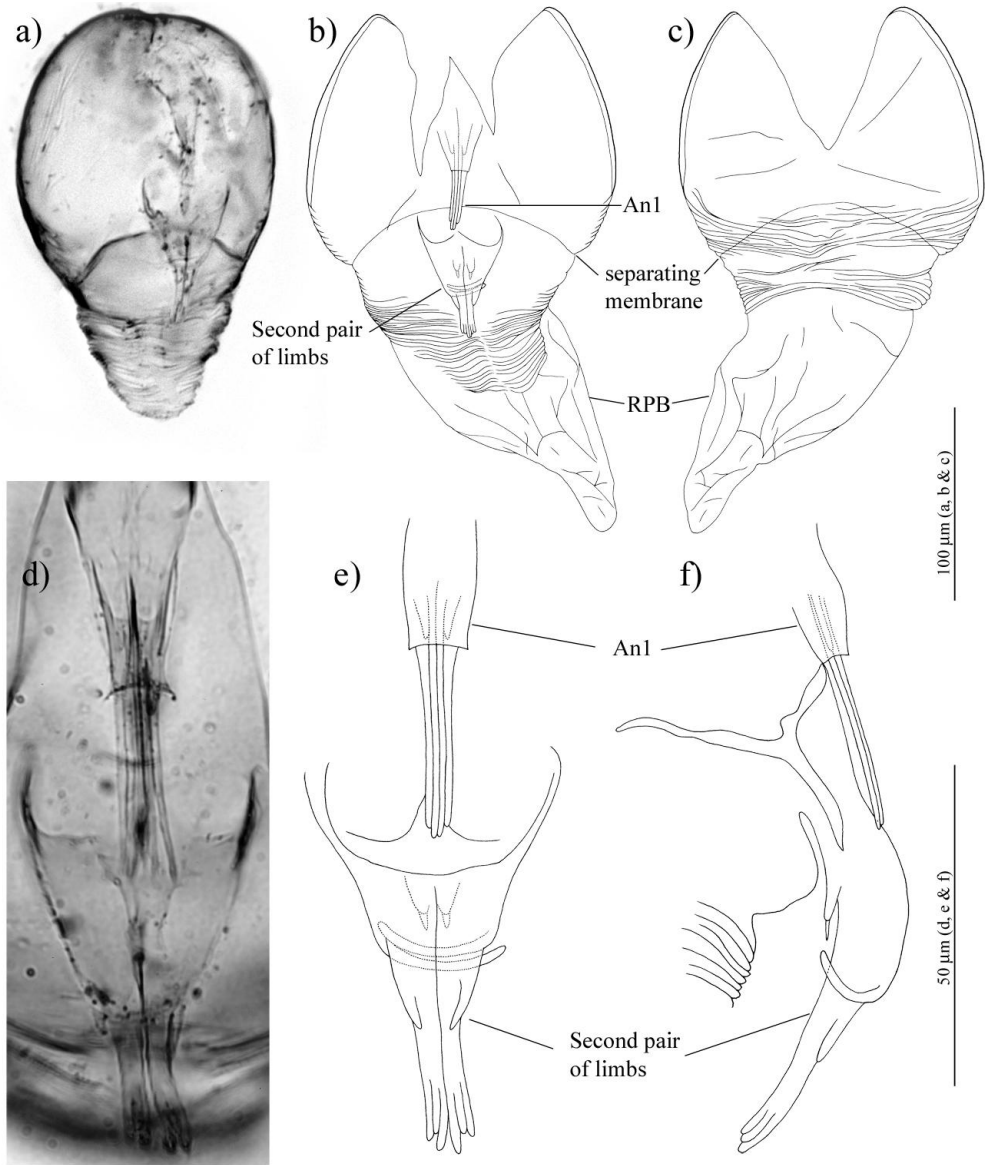 a)
b)
c)
An1
separating
membrane
Second pair
of limbs
RPB
100 µm (a, b & c)
d)
e)
f)
An1
50 µm (d, e & f)
Second pair
of limbs